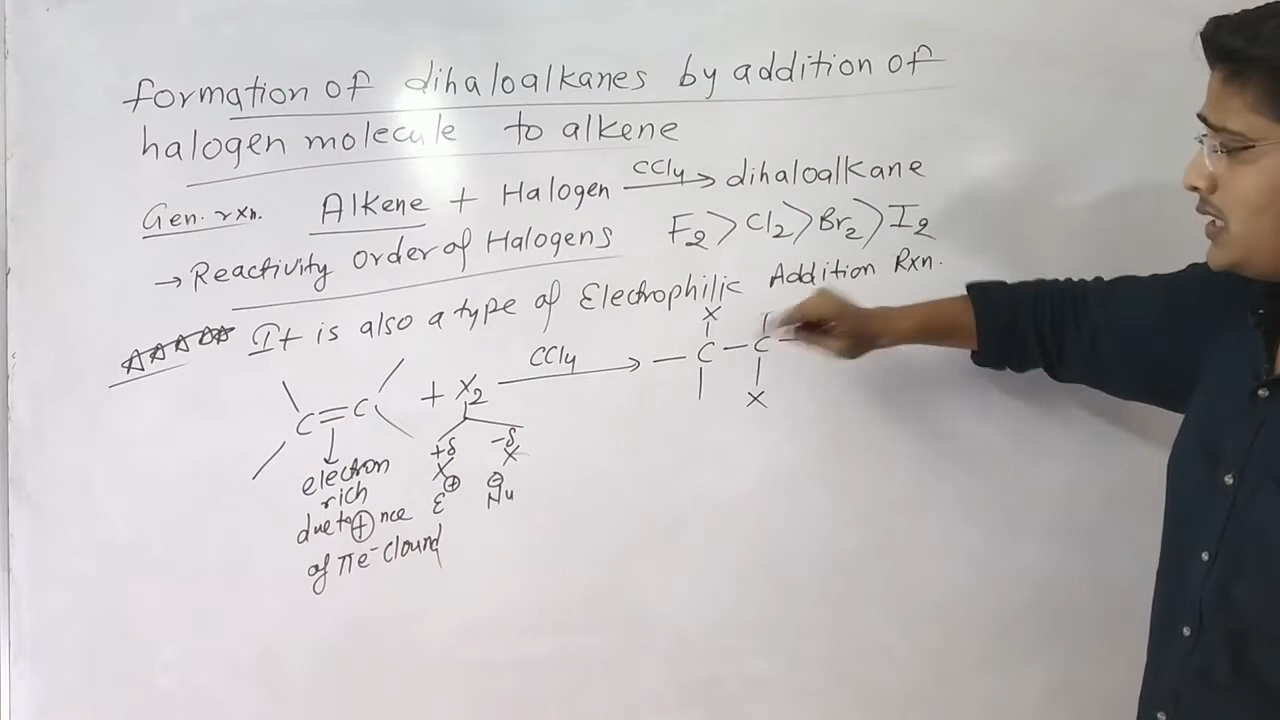 formation of dihaloalkanes by addition of
halogen molecule to alkene
Gen. rxn. Alkene + Halogen CCl4 → dihaloalkane
→ Reactivity Order of Halogens F2 > Cl2 > Br2 > I2
It is also a type of Electrophilic Addition Rxn.
C=C + X2 CCl4 → X
— C — C —
X
electron
rich
due to ⊕nce
of πe⁻ clound
+δ -δ
X X
⊕ ⊖
E Nu